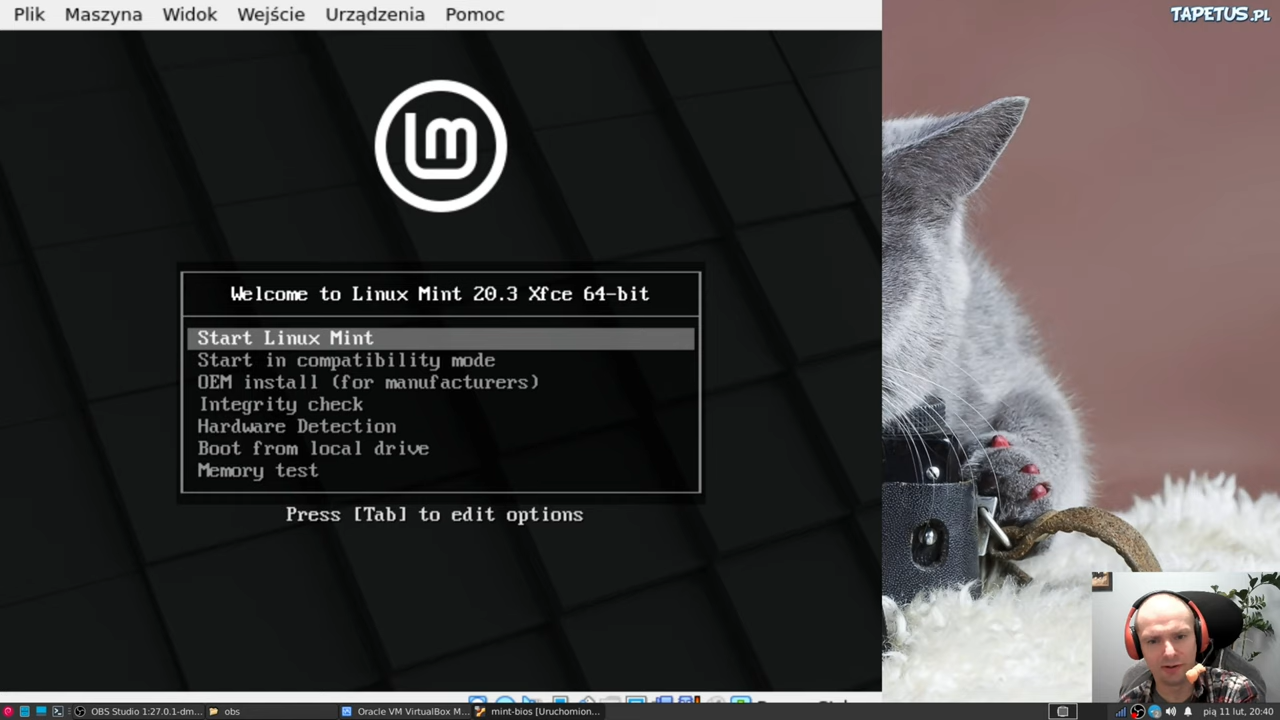 Plik Maszyna Widok Wejście Urządzenia Pomoc
TAPETUS.PL
lm
Welcome to Linux Mint 20.3 Xfce 64-bit
Start Linux Mint
Start in compatibility mode
OEM install (for manufacturers)
Integrity check
Hardware Detection
Boot from local drive
Memory test
Press [Tab] to edit options
OBS Studio 1:27.0.1-dm... obs Oracle VM VirtualBox M... mint-bios [Uruchomion... pią 11 lut, 20:40